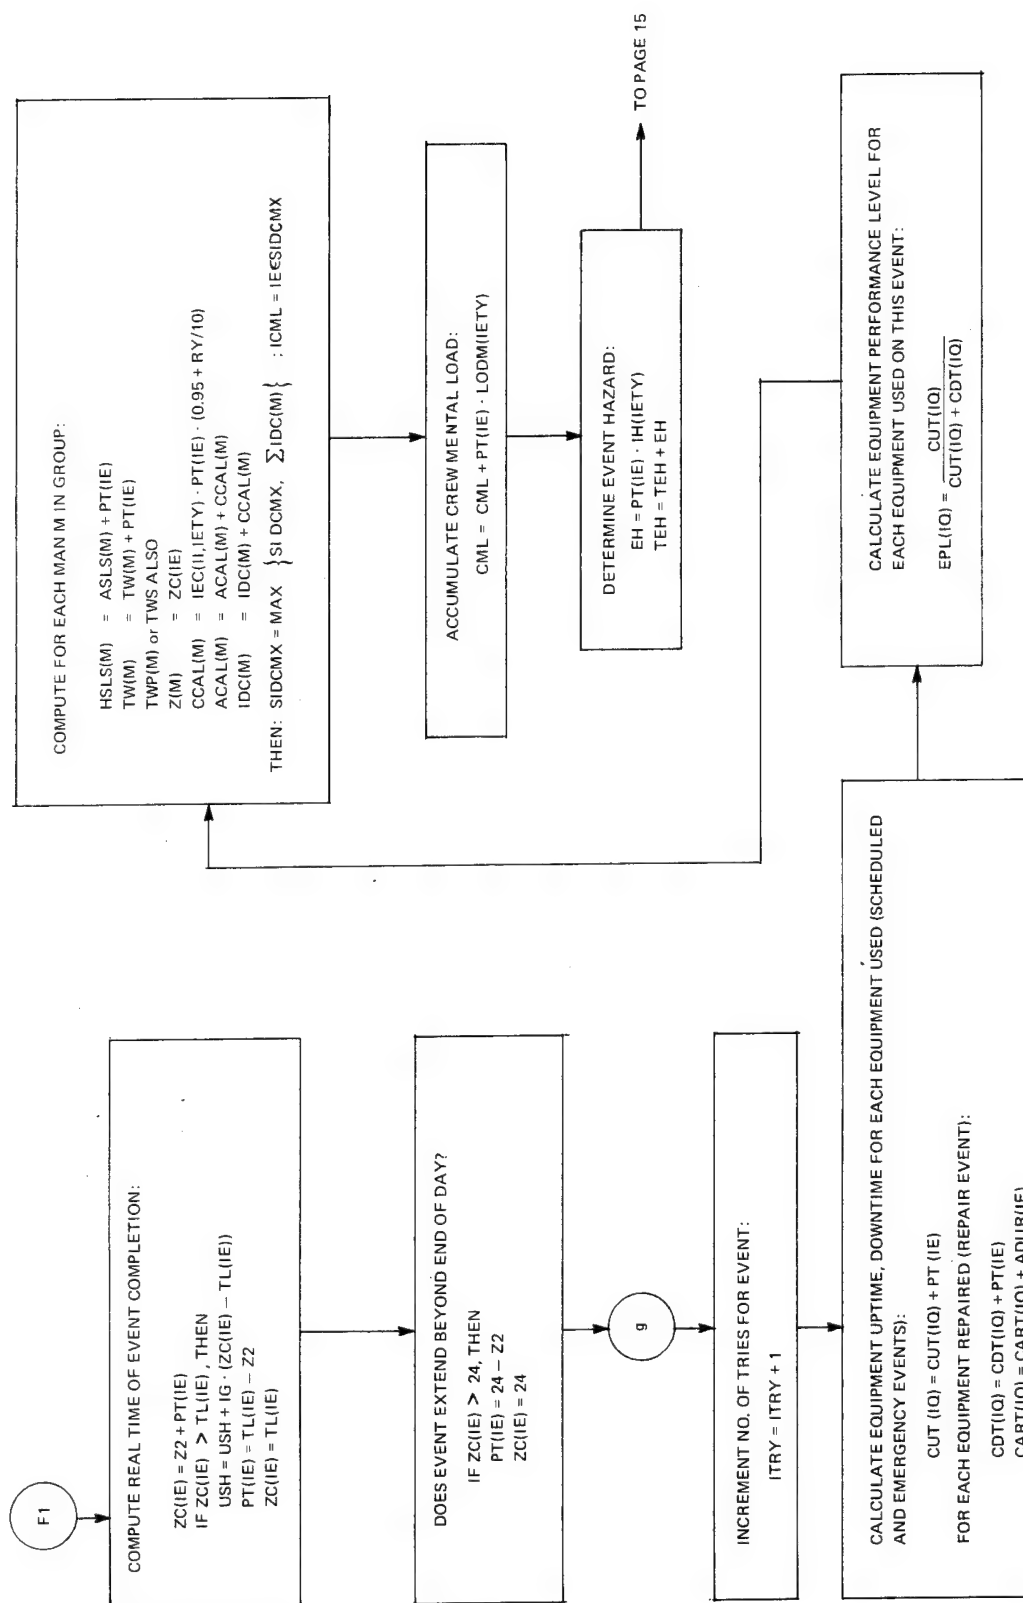 F1
COMPUTE REAL TIME OF EVENT COMPLETION:
ZC(IE) = Z2 + PT(IE)
IF ZC(IE) > TL(IE), THEN
USH = USH + IG · (ZC(IE) — TL(IE))
PT(IE) = TL(IE) — Z2
ZC(IE) = TL(IE)
DOES EVENT EXTEND BEYOND END OF DAY?
IF ZC(IE) > 24, THEN
PT(IE) = 24 — Z2
ZC(IE) = 24
g
INCREMENT NO. OF TRIES FOR EVENT:
ITRY = ITRY + 1
CALCULATE EQUIPMENT UPTIME, DOWNTIME FOR EACH EQUIPMENT USED (SCHEDULED
AND EMERGENCY EVENTS):
CUT (IQ) = CUT(IQ) + PT (IE)
FOR EACH EQUIPMENT REPAIRED (REPAIR EVENT):
CDT(IQ) = CDT(IQ) + PT(IE)
CART(IQ) = CART(IQ) + ADUR(IE)
CALCULATE EQUIPMENT PERFORMANCE LEVEL FOR
EACH EQUIPMENT USED ON THIS EVENT:
EPL(IQ) = CUT(IQ)
CUT(IQ) + CDT(IQ)
COMPUTE FOR EACH MAN M IN GROUP:
HSLS(M) = ASLS(M) + PT(IE)
TW(M) = TW(M) + PT(IE)
TWP(M) or TWS ALSO
Z(M) = ZC(IE)
CCAL(M) = IEC(II,IETY) · PT(IE) · (0.95 + RY/10)
ACAL(M) = ACAL(M) + CCAL(M)
IDC(M) = IDC(M) + CCAL(M)
THEN: SIDCMX = MAX {SI DCMX, ∑IDC(M)} ; ICML = IE€SIDCMX
ACCUMULATE CREW MENTAL LOAD:
CML = CML + PT(IE) · LODM(IETY)
DETERMINE EVENT HAZARD:
EH = PT(IE) · IH(IETY)
TEH = TEH + EH
TO PAGE 15